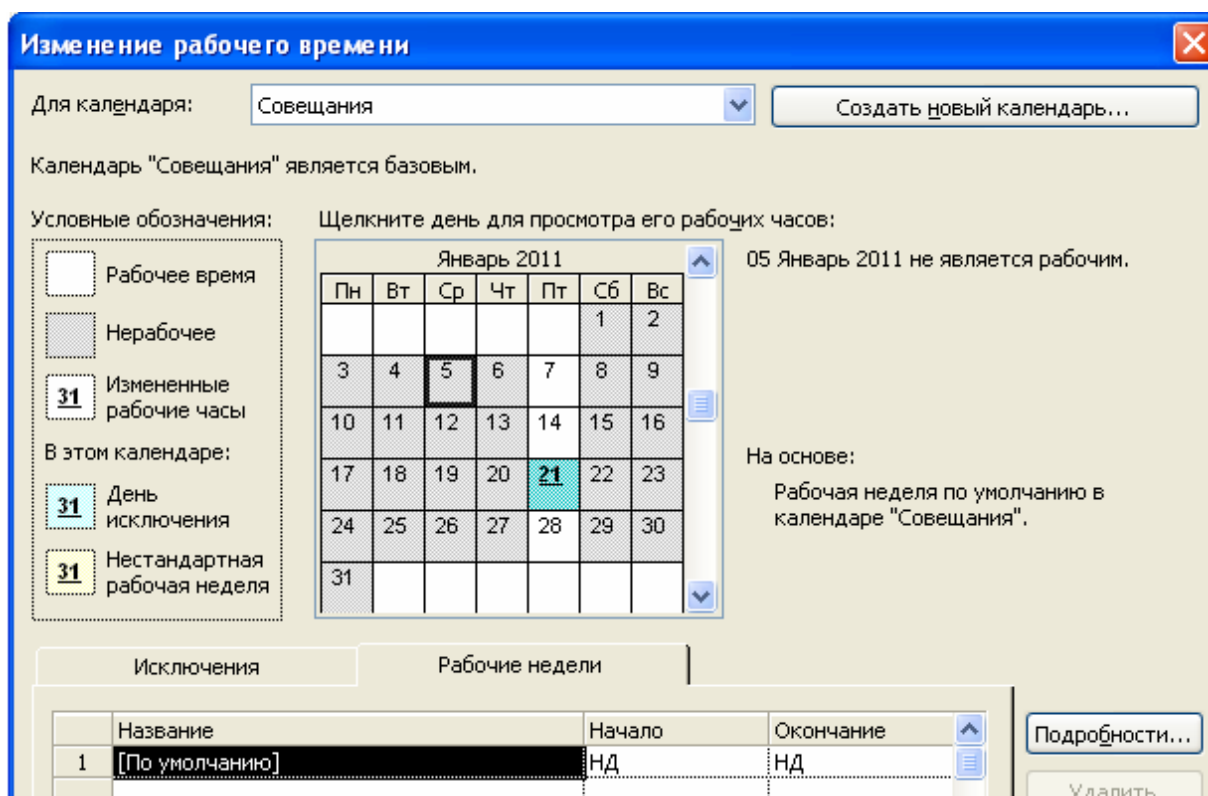 Изменение рабочего времени
Для календаря: Совещания Создать новый календарь...
Календарь "Совещания" является базовым.
Условные обозначения: Щелкните день для просмотра его рабочих часов:
Рабочее время
Нерабочее
31 Измененные
рабочие часы
В этом календаре:
31 День
исключения
31 Нестандартная
рабочая неделя
Январь 2011
Пн Вт Ср Чт Пт Сб Вс
1 2
3 4 5 6 7 8 9
10 11 12 13 14 15 16
17 18 19 20 21 22 23
24 25 26 27 28 29 30
31
05 Январь 2011 не является рабочим.
На основе:
Рабочая неделя по умолчанию в
календаре "Совещания".
Исключения Рабочие недели
Название Начало Окончание
1 [По умолчанию] НД НД
Подробности...
Удалить